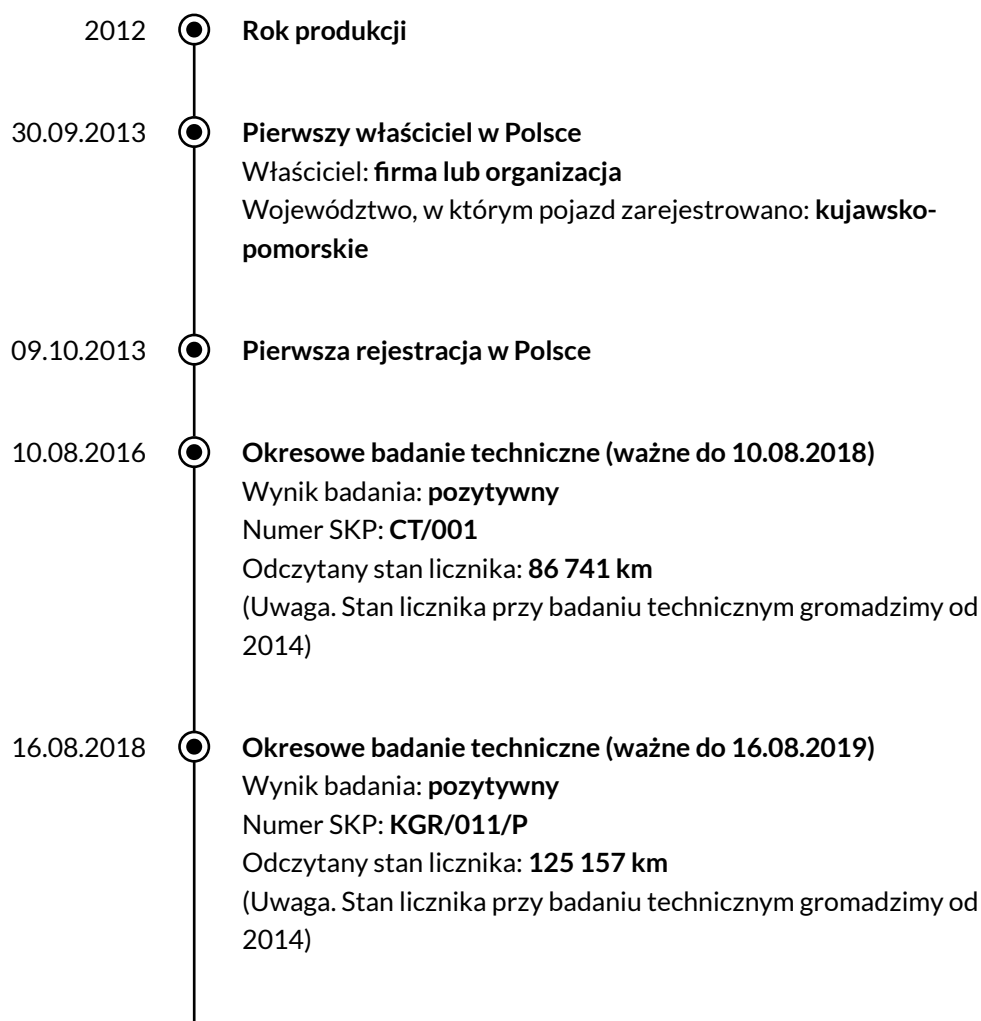 2012 Rok produkcji
30.09.2013 Pierwszy właściciel w Polsce
Właściciel: firma lub organizacja
Województwo, w którym pojazd zarejestrowano: kujawsko-
pomorskie
09.10.2013 Pierwsza rejestracja w Polsce
10.08.2016 Okresowe badanie techniczne (ważne do 10.08.2018)
Wynik badania: pozytywny
Numer SKP: CT/001
Odczytany stan licznika: 86 741 km
(Uwaga. Stan licznika przy badaniu technicznym gromadzimy od
2014)
16.08.2018 Okresowe badanie techniczne (ważne do 16.08.2019)
Wynik badania: pozytywny
Numer SKP: KGR/011/P
Odczytany stan licznika: 125 157 km
(Uwaga. Stan licznika przy badaniu technicznym gromadzimy od
2014)